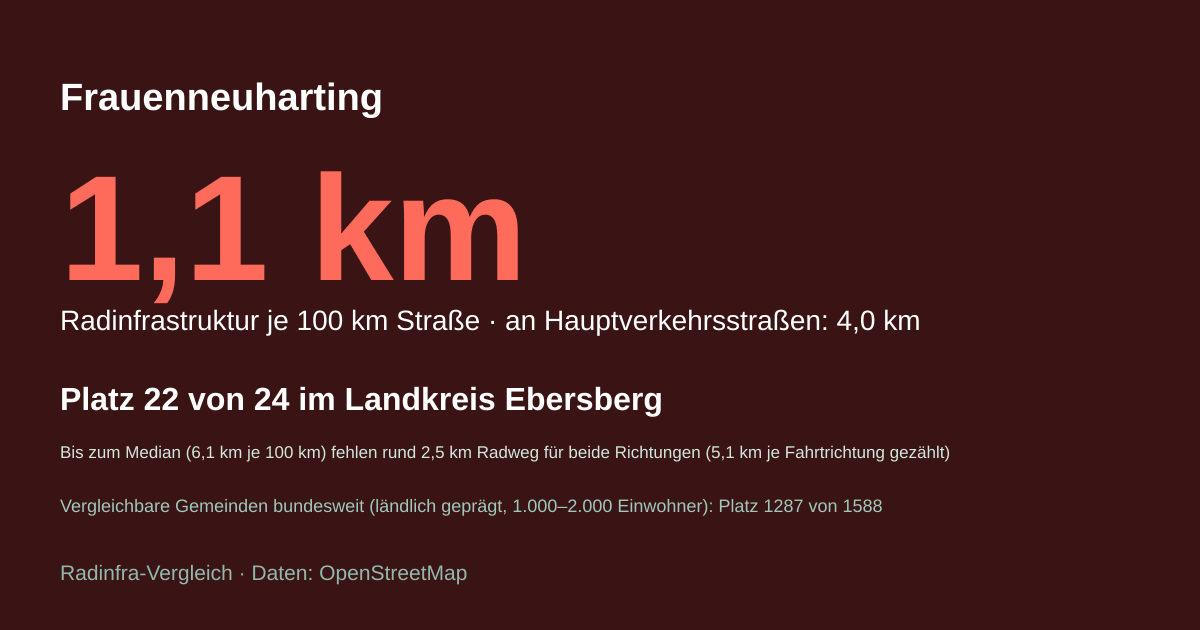 Frauenneuharting
1,1 km
Radinfrastruktur je 100 km Straße · an Hauptverkehrsstraßen: 4,0 km
Platz 22 von 24 im Landkreis Ebersberg
Bis zum Median (6,1 km je 100 km) fehlen rund 2,5 km Radweg für beide Richtungen (5,1 km je Fahrtrichtung gezählt)
Vergleichbare Gemeinden bundesweit (ländlich geprägt, 1.000–2.000 Einwohner): Platz 1287 von 1588
Radinfra-Vergleich · Daten: OpenStreetMap